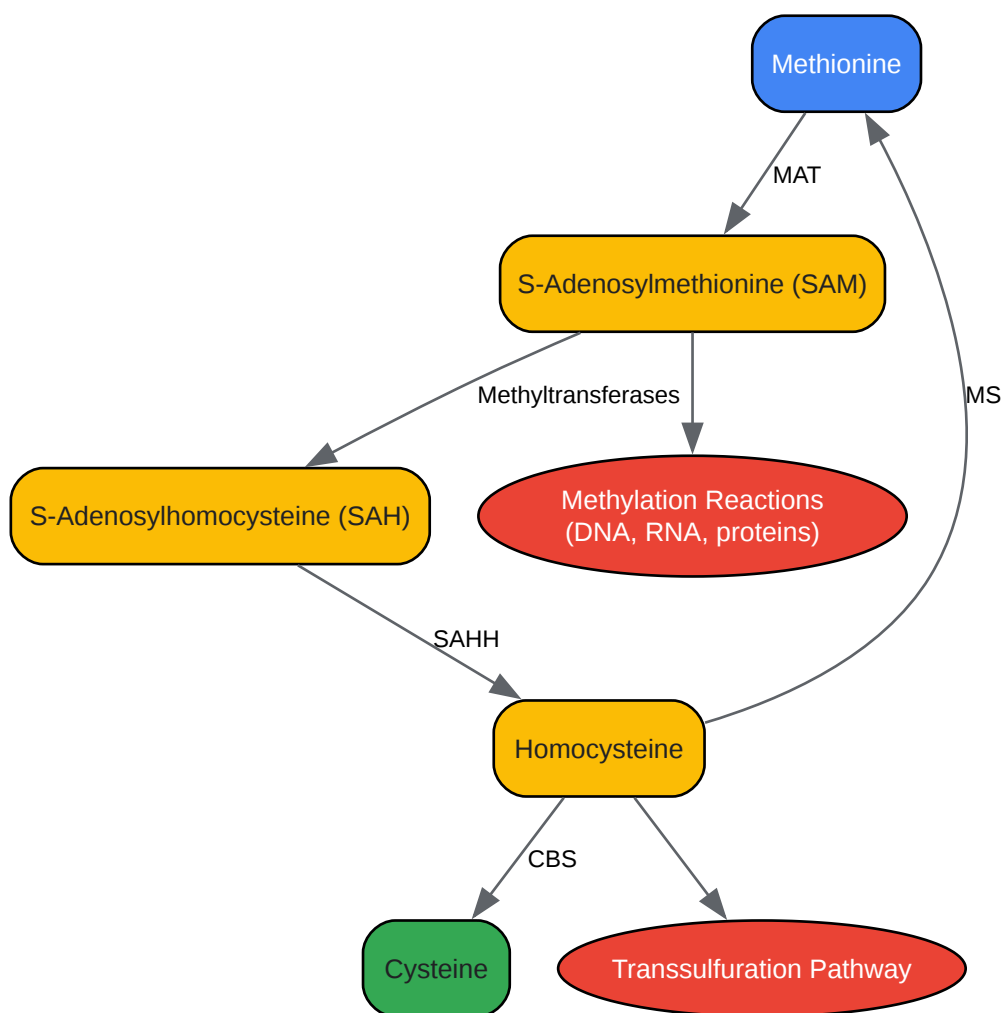 Methionine
MAT
S-Adenosylmethionine (SAM)
Methyltransferases
MS
S-Adenosylhomocysteine (SAH)
Methylation Reactions
(DNA, RNA, proteins)
SAHH
Homocysteine
CBS
Cysteine
Transsulfuration Pathway